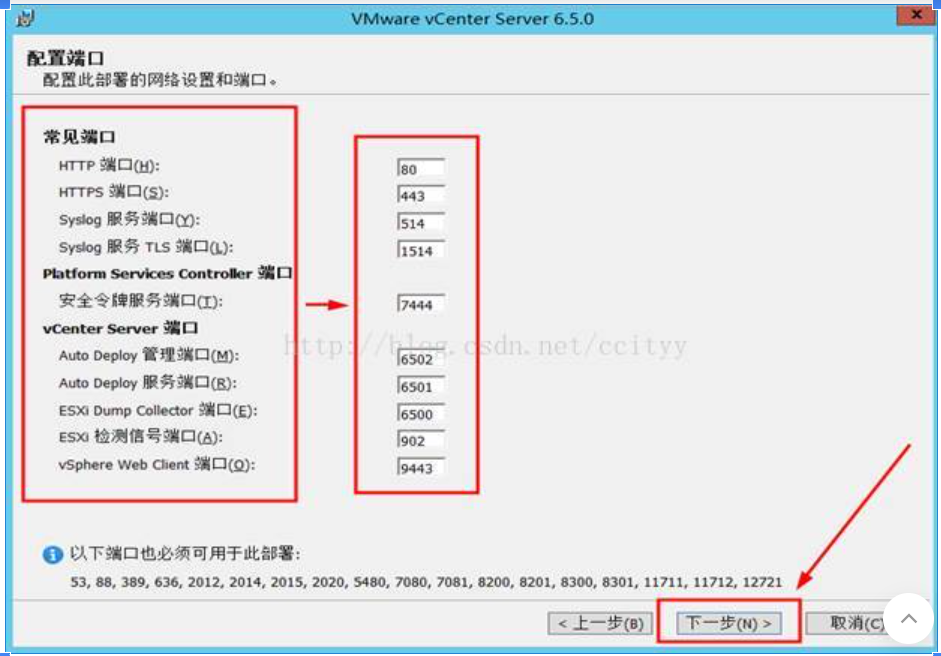 VMware vCenter Server 6.5.0
配置端口
配置此部署的网络设置和端口。
常见端口
HTTP 端口(H): 80
HTTPS 端口(S): 443
Syslog 服务端口(Y): 514
Syslog 服务 TLS 端口(L): 1514
Platform Services Controller 端口
安全令牌服务端口(T): 7444
vCenter Server 端口
http://blog.csdn.net/ccityy
Auto Deploy 管理端口(M): 6502
Auto Deploy 服务端口(R): 6501
ESXi Dump Collector 端口(E): 6500
ESXi 检测信号端口(A): 902
vSphere Web Client 端口(O): 9443
以下端口也必须可用于此部署:
53, 88, 389, 636, 2012, 2014, 2015, 2020, 5480, 7080, 7081, 8200, 8201, 8300, 8301, 11711, 11712, 12721
< 上一步(B) 下一步(N) > 取消(C)